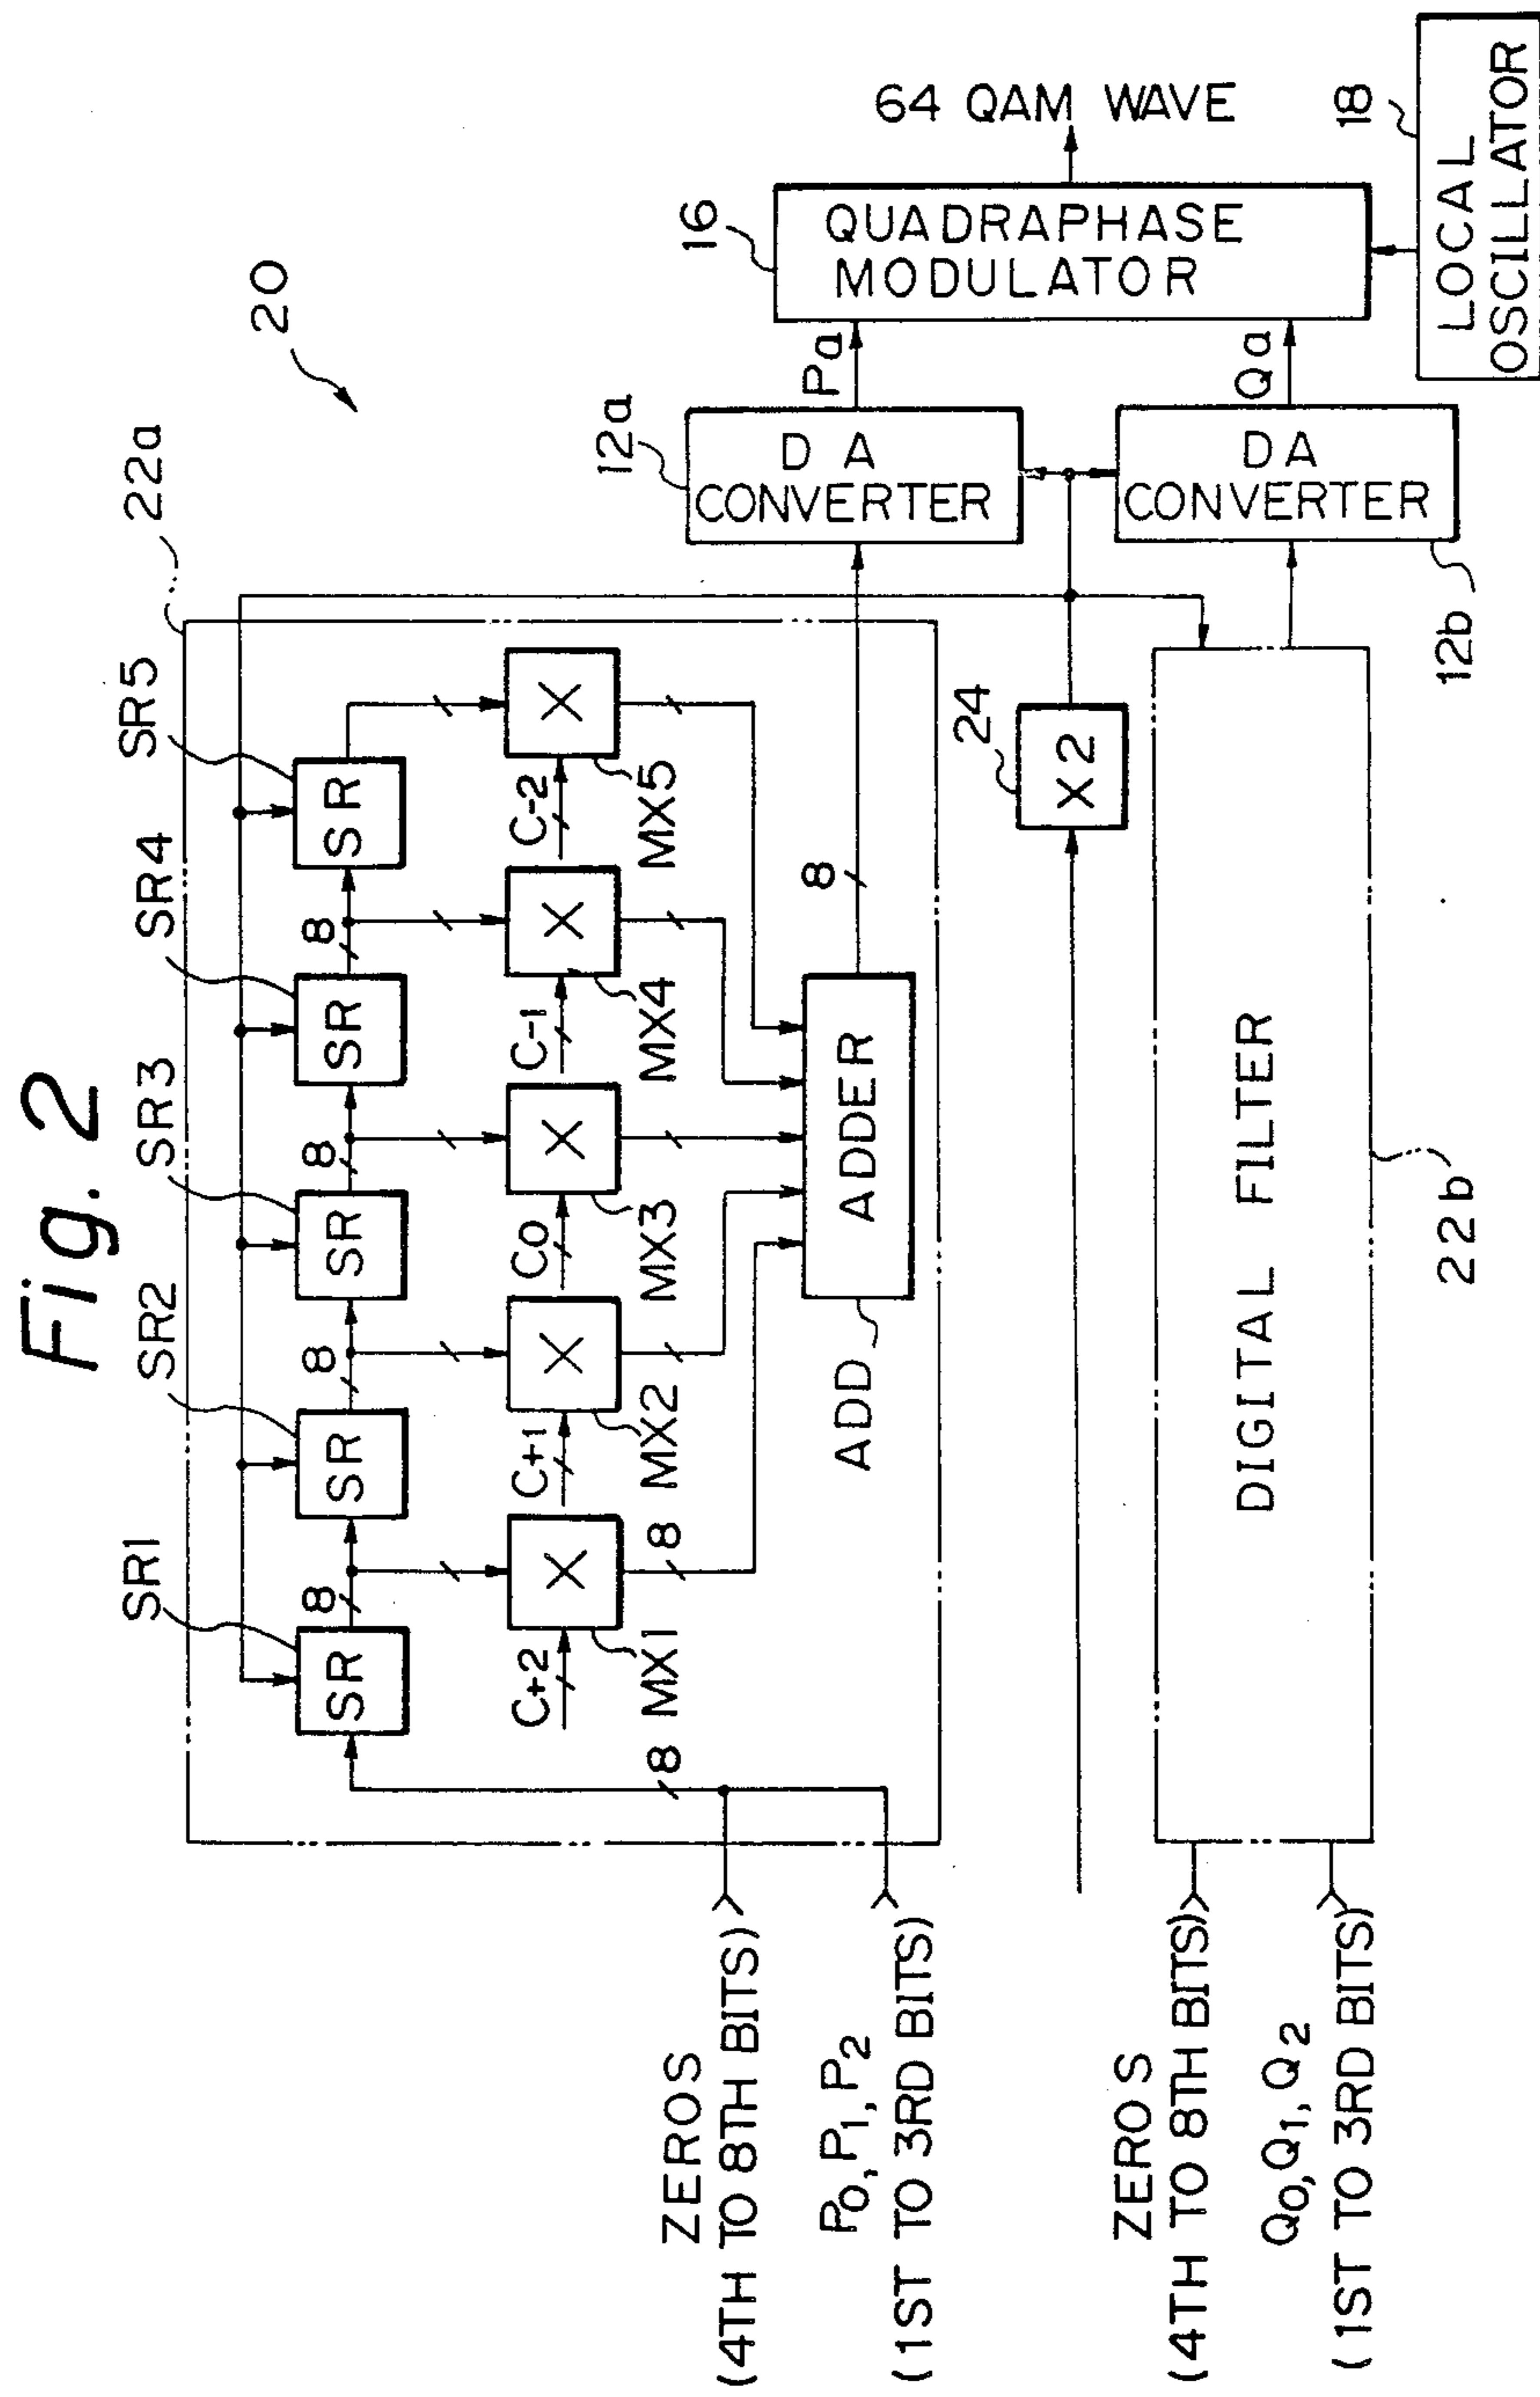 Fig. 2
20
22a
SR1
SR2
SR3
SR4
SR5
SR
SR
SR
SR
SR
8
8
8
8
8
C+2
C+1
C0
C-1
C-2
X
X
X
X
X
MX1
MX2
MX3
MX4
MX5
8
ADD
ADDER
8
ZEROS
(4TH TO 8TH BITS)
P0, P1, P2
(1ST TO 3RD BITS)
24
X2
12a
DA
CONVERTER
Pa
16
QUADRAPHASE
MODULATOR
64 QAM WAVE
ZEROS
(4TH TO 8TH BITS)
Q0, Q1, Q2
(1ST TO 3RD BITS)
DIGITAL FILTER
22b
DA
CONVERTER
12b
Qa
18
LOCAL
OSCILLATOR